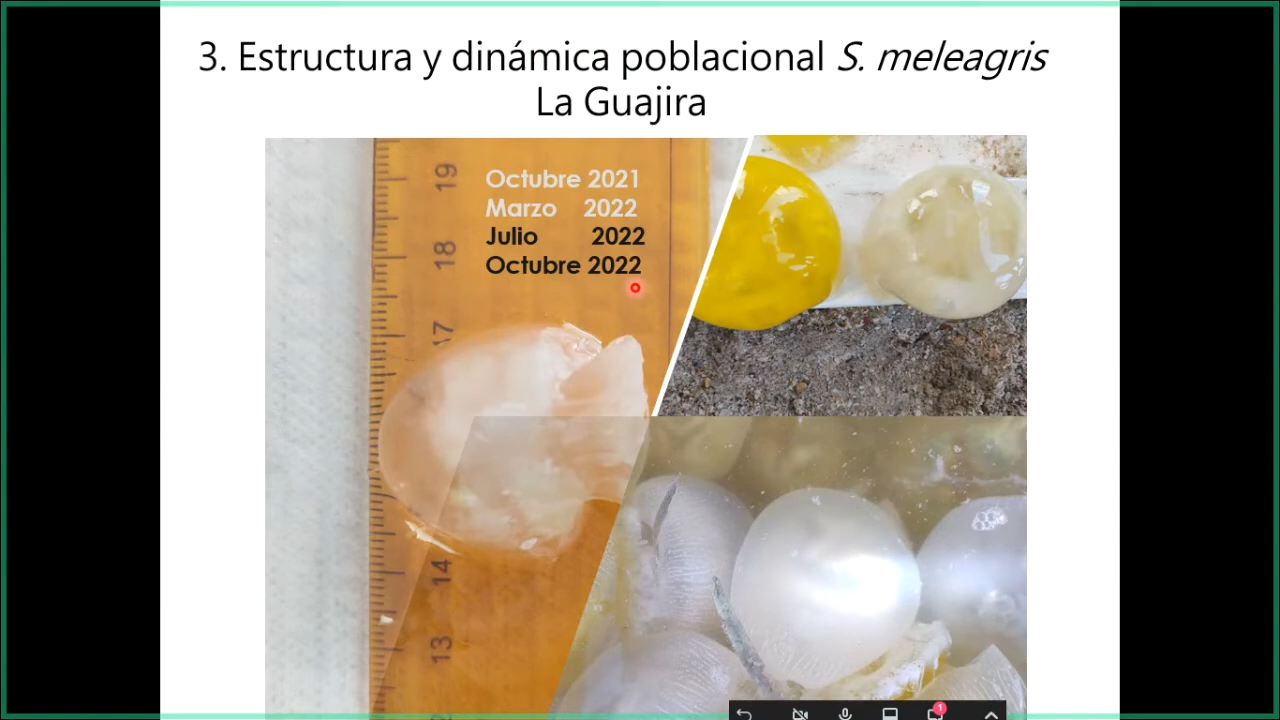 3. Estructura y dinámica poblacional S. meleagris
La Guajira
Octubre 2021
Marzo 2022
Julio 2022
Octubre 2022
19
18
17
14
13
1